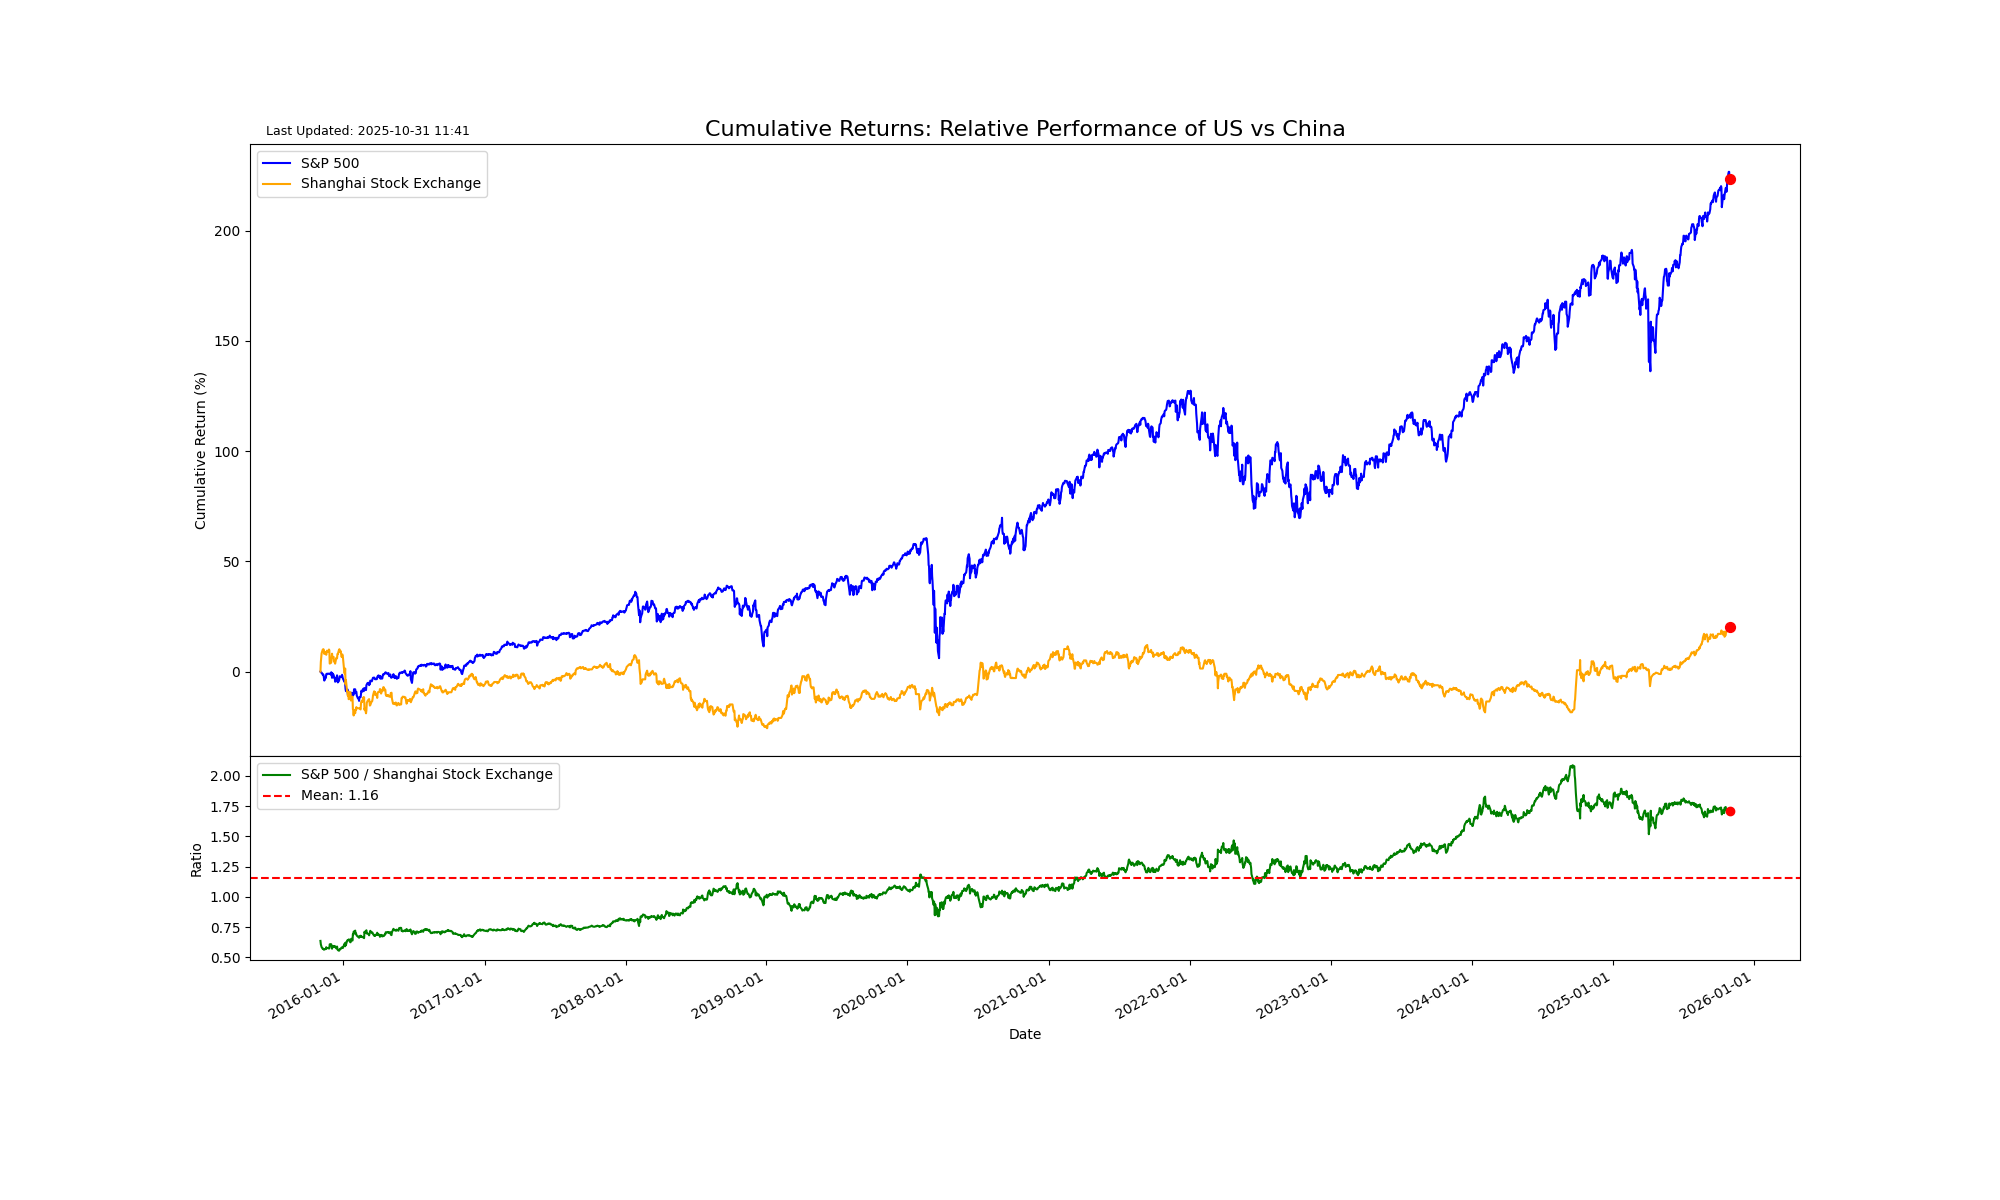 Last Updated: 2025-10-31 11:41
Cumulative Returns: Relative Performance of US vs China
S&P 500
Shanghai Stock Exchange
Cumulative Return (%)
200
150
100
50
0
S&P 500 / Shanghai Stock Exchange
Mean: 1.16
Ratio
2.00
1.75
1.50
1.25
1.00
0.75
0.50
2016-01-01
2017-01-01
2018-01-01
2019-01-01
2020-01-01
2021-01-01
2022-01-01
2023-01-01
2024-01-01
2025-01-01
2026-01-01
Date